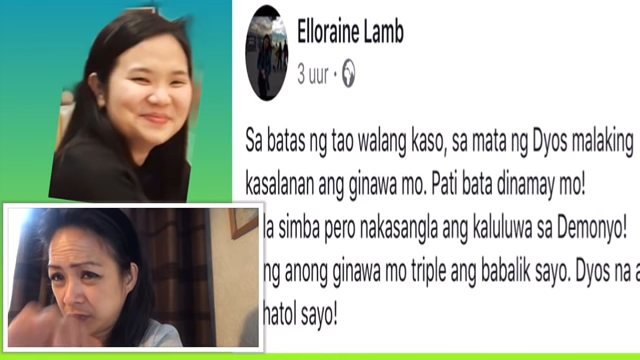 Elloraine Lamb
3 uur ·
Sa batas ng tao walang kaso, sa mata ng Dyos malaking
kasalanan ang ginawa mo. Pati bata dinamay mo!
la simba pero nakasangla ang kaluluwa sa Demonyo!
ng anong ginawa mo triple ang babalik sayo. Dyos na a
hatol sayo!